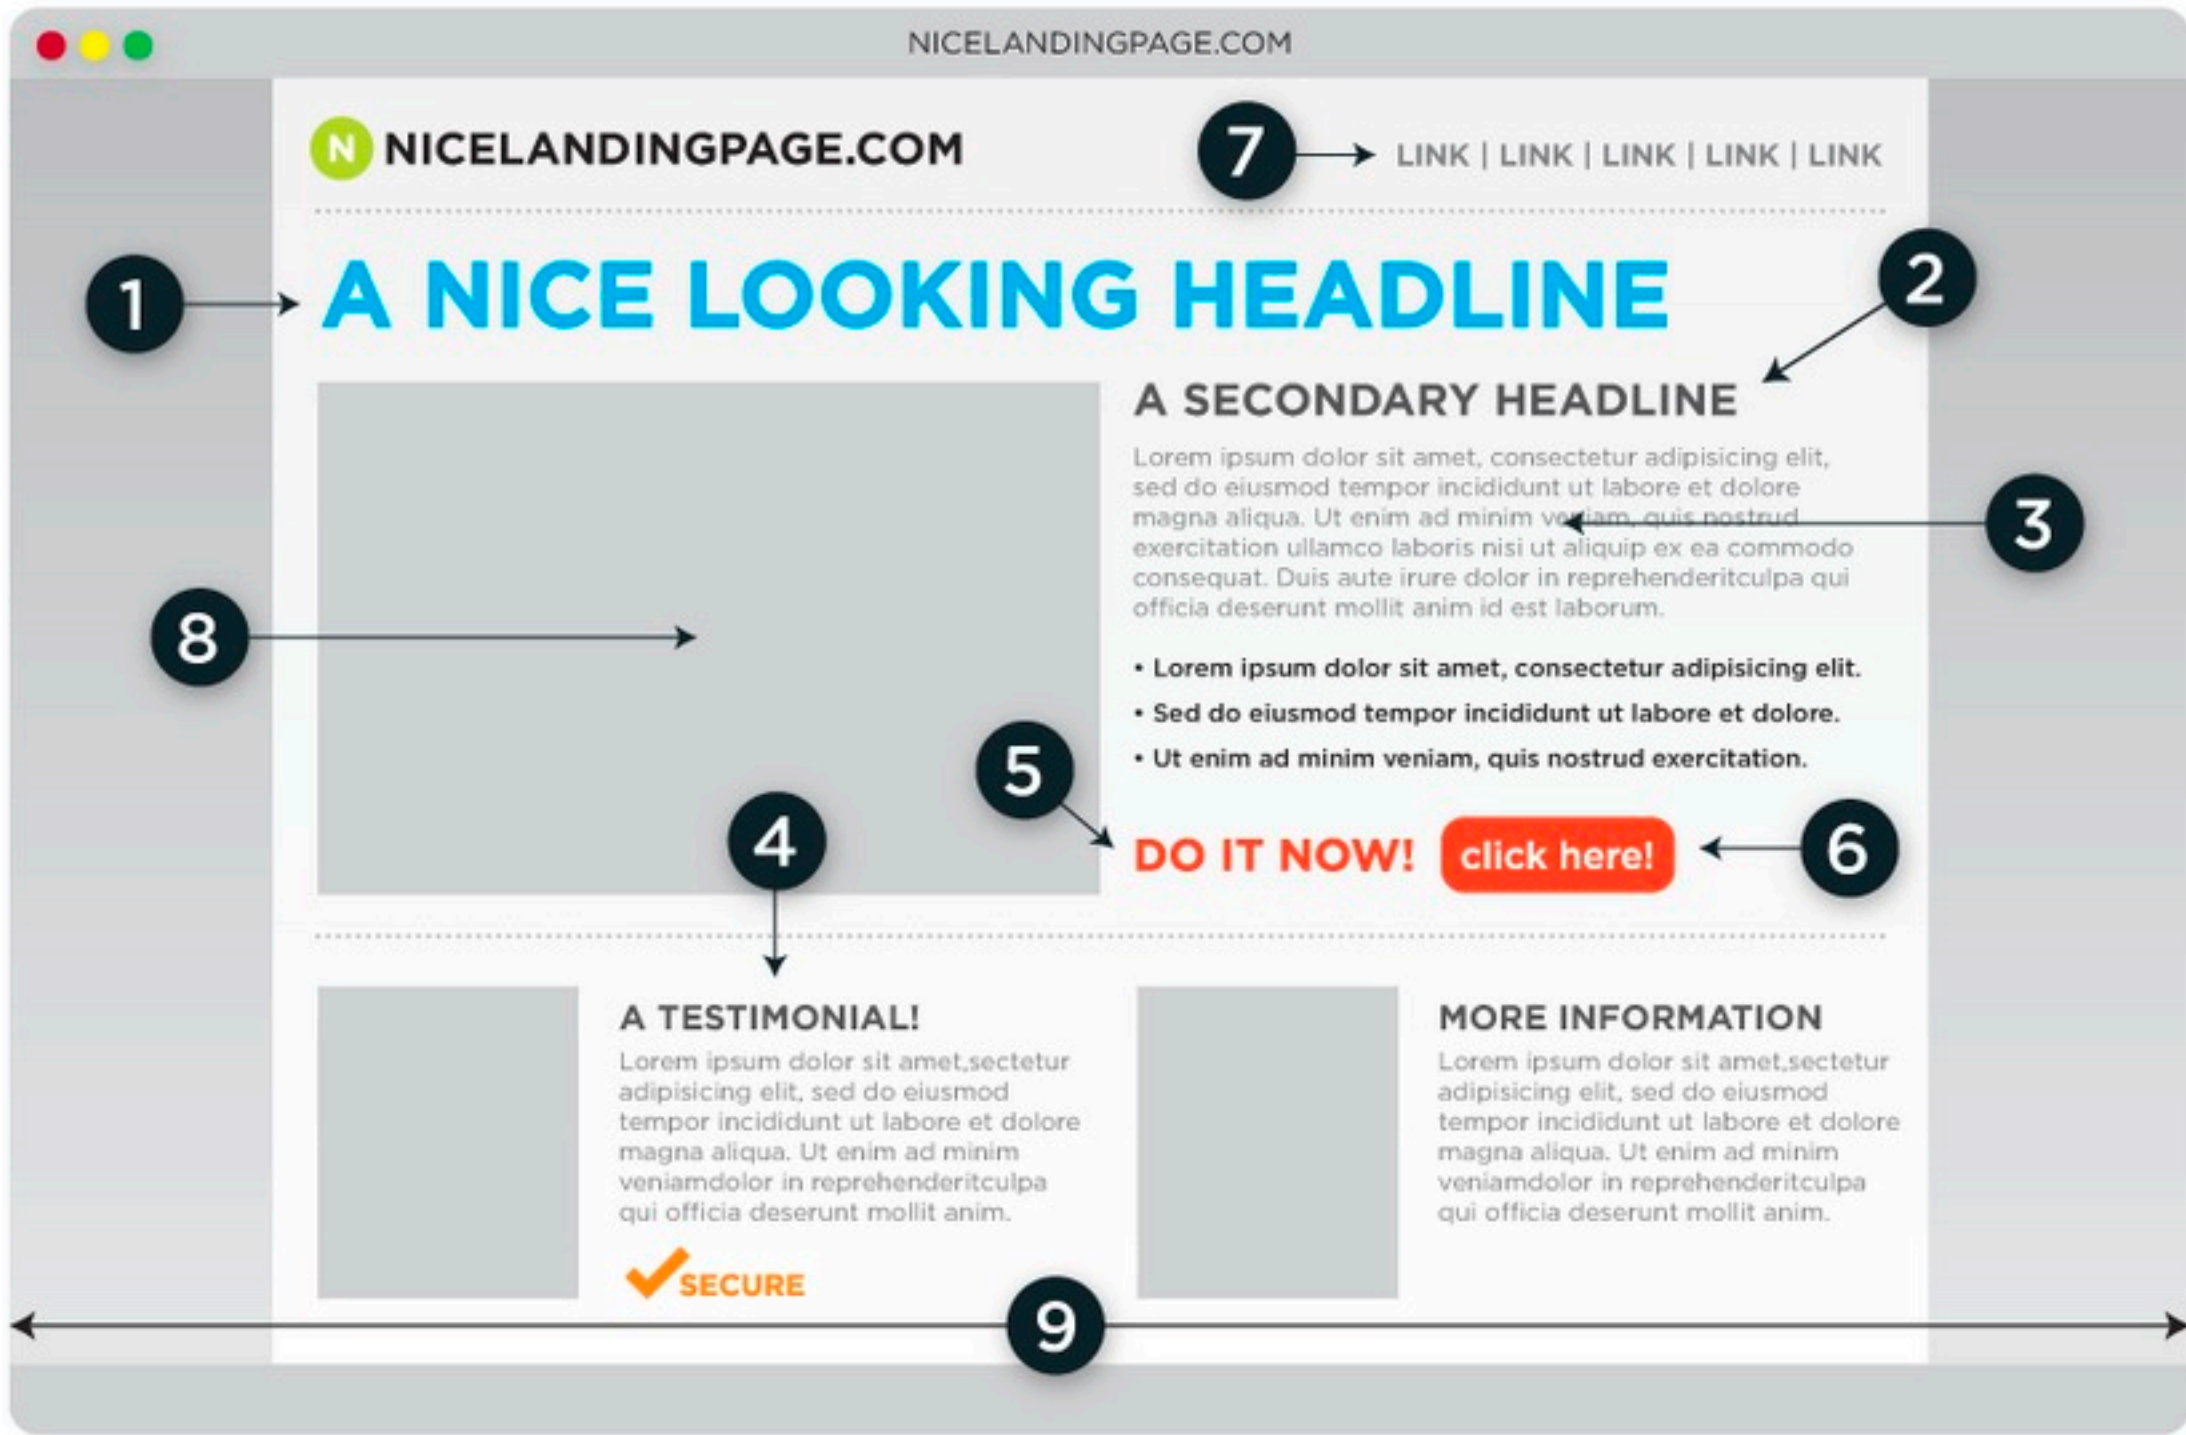 NICELANDINGPAGE.COM
N NICELANDINGPAGE.COM
7
LINK | LINK | LINK | LINK | LINK
1
A NICE LOOKING HEADLINE
2
A SECONDARY HEADLINE
Lorem ipsum dolor sit amet, consectetur adipisicing elit,
sed do eiusmod tempor incididunt ut labore et dolore
magna aliqua. Ut enim ad minim veniam, quis nostrud
exercitation ullamco laboris nisi ut aliquip ex ea commodo
consequat. Duis aute irure dolor in reprehenderitculpa qui
officia deserunt mollit anim id est laborum.
3
8
• Lorem ipsum dolor sit amet, consectetur adipisicing elit.
• Sed do eiusmod tempor incididunt ut labore et dolore.
• Ut enim ad minim veniam, quis nostrud exercitation.
5
DO IT NOW! click here!
6
4
A TESTIMONIAL!
Lorem ipsum dolor sit amet,sectetur
adipisicing elit, sed do eiusmod
tempor incididunt ut labore et dolore
magna aliqua. Ut enim ad minim
veniamdolor in reprehenderitculpa
qui officia deserunt mollit anim.
SECURE
MORE INFORMATION
Lorem ipsum dolor sit amet,sectetur
adipisicing elit, sed do eiusmod
tempor incididunt ut labore et dolore
magna aliqua. Ut enim ad minim
veniamdolor in reprehenderitculpa
qui officia deserunt mollit anim.
9